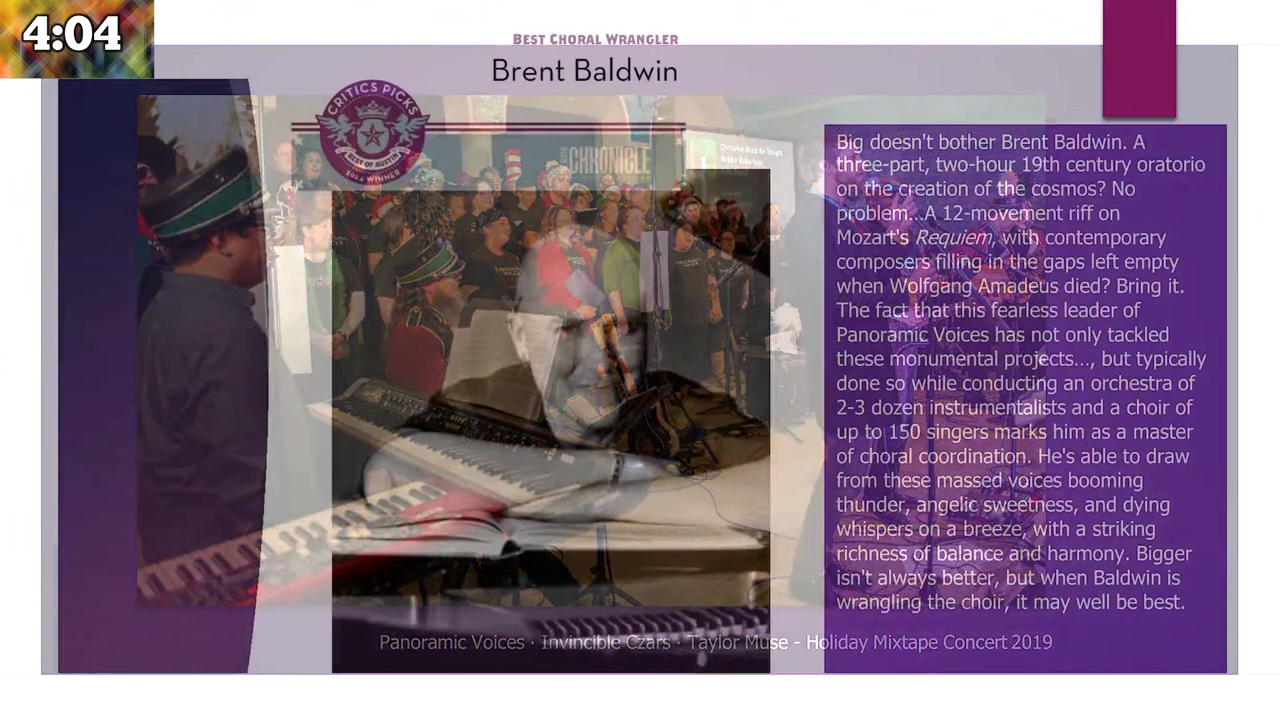 4:04
BEST CHORAL WRANGLER
Brent Baldwin
CRITICS PICKS
BEST OF AUSTIN
WINNER
CHRONICLE
Big doesn't bother Brent Baldwin. A
three-part, two-hour 19th century oratorio
on the creation of the cosmos? No
problem...A 12-movement riff on
Mozart's Requiem, with contemporary
composers filling in the gaps left empty
when Wolfgang Amadeus died? Bring it.
The fact that this fearless leader of
Panoramic Voices has not only tackled
these monumental projects..., but typically
done so while conducting an orchestra of
2-3 dozen instrumentalists and a choir of
up to 150 singers marks him as a master
of choral coordination. He's able to draw
from these massed voices booming
thunder, angelic sweetness, and dying
whispers on a breeze, with a striking
richness of balance and harmony. Bigger
isn't always better, but when Baldwin is
wrangling the choir, it may well be best.
Panoramic Voices · Invincible Czars · Taylor Muse - Holiday Mixtape Concert 2019